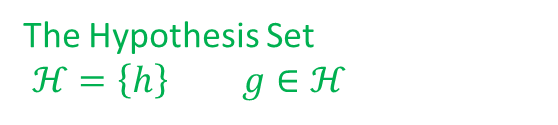 The Hypothesis Set
ℋ = {ℎ} 𝑔 ∈ ℋ